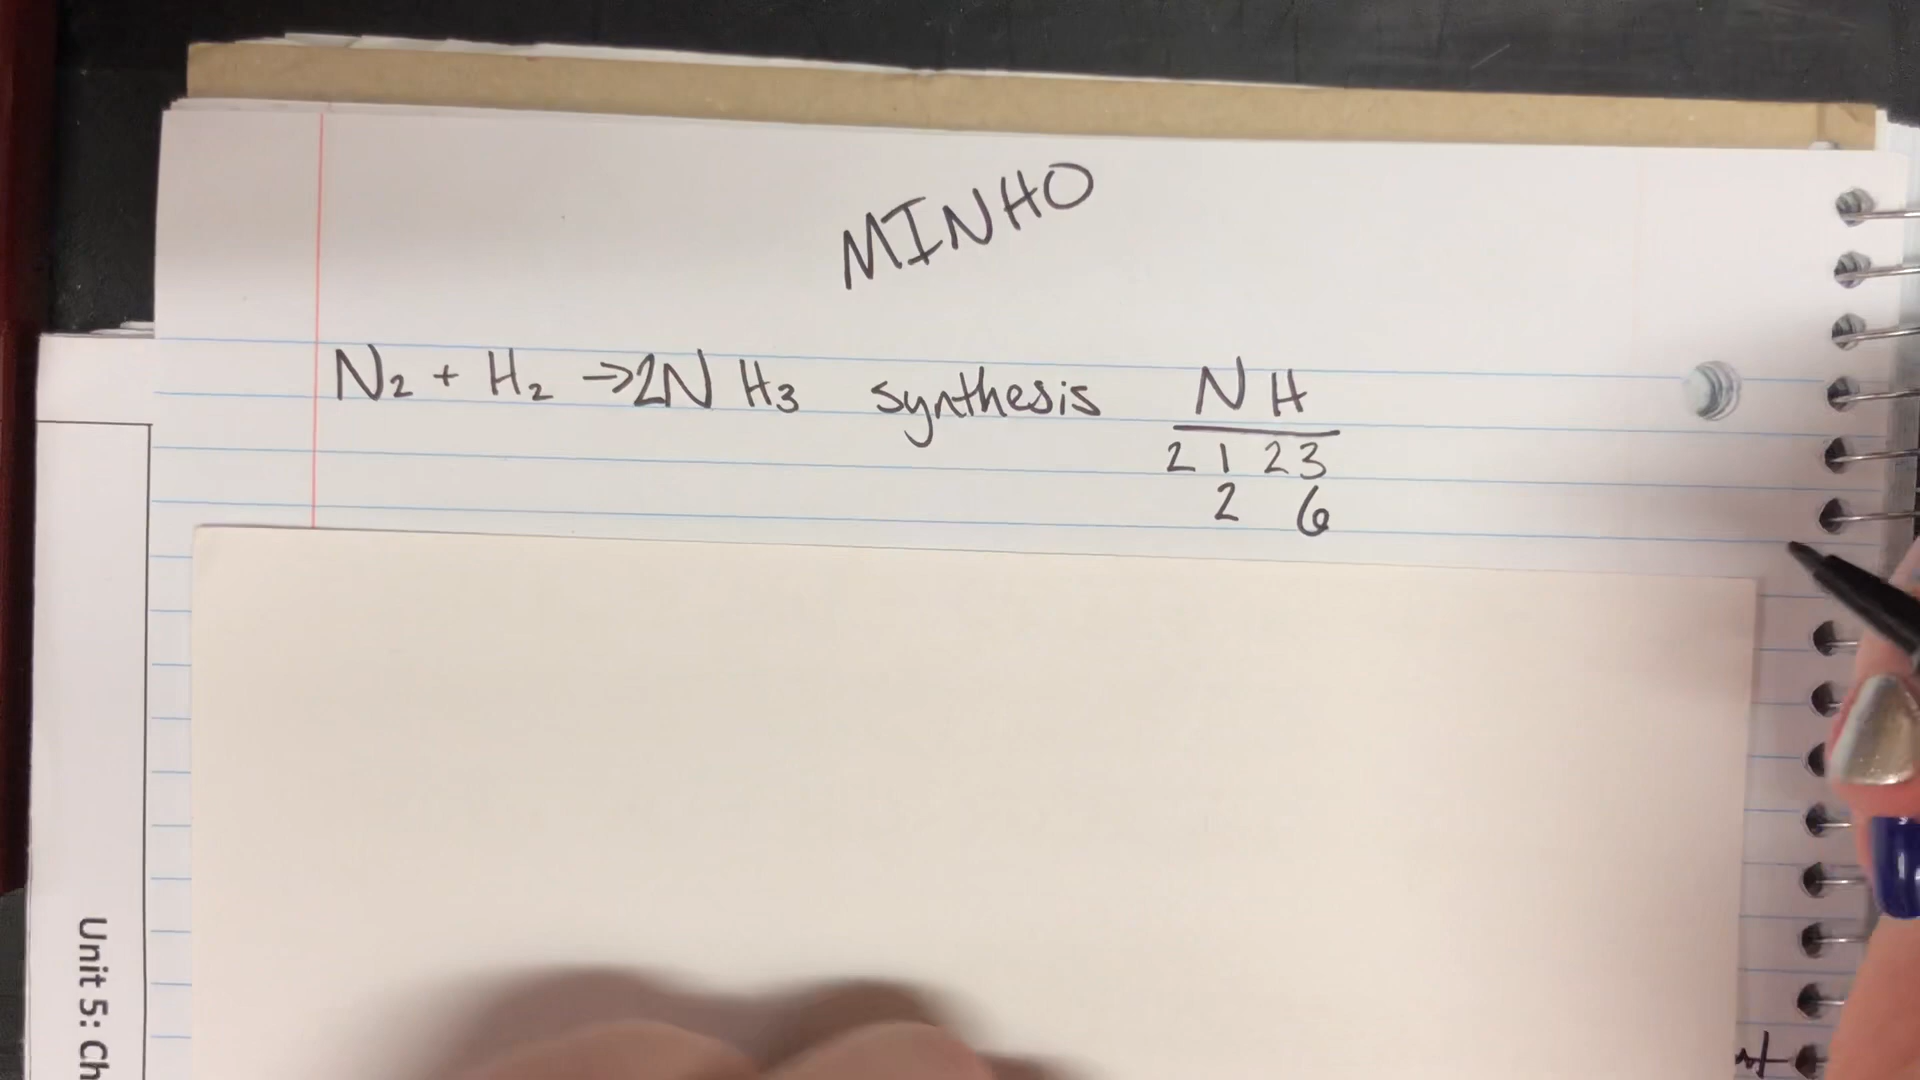 MINHO
N₂ + H₂ →2N H₃ synthesis N H
2 1 2 3
2 6
Unit 5: Ch